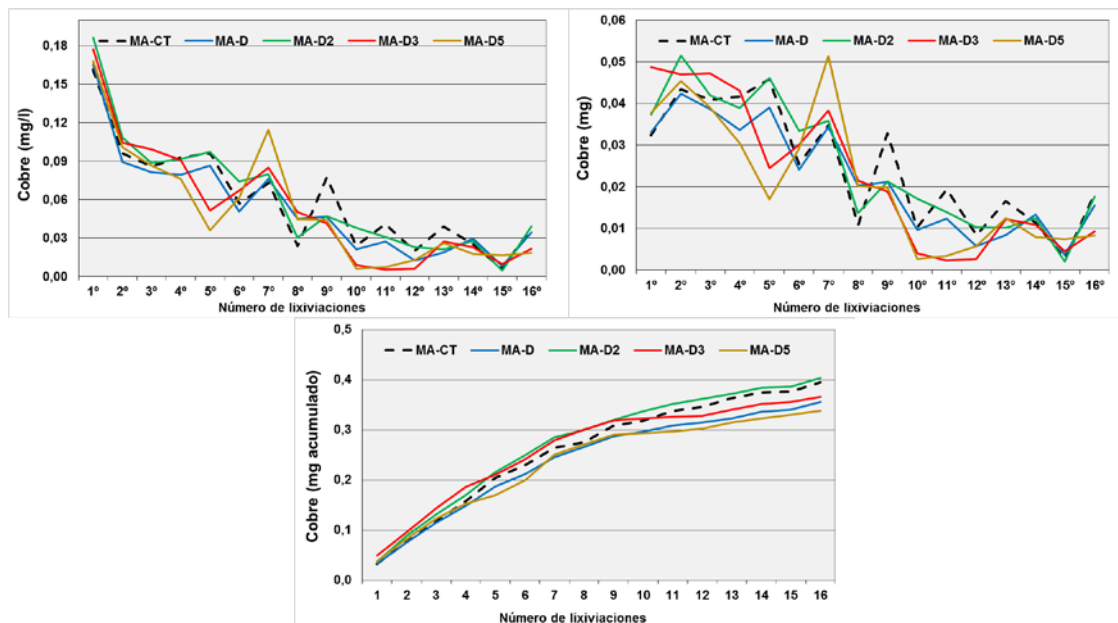 MA-CT MA-D MA-D2 MA-D3 MA-D5
Cobre (mg/l)
0,18
0,15
0,12
0,09
0,06
0,03
0,00
1º 2º 3º 4º 5º 6º 7º 8º 9º 10º 11º 12º 13º 14º 15º 16º
Número de lixiviaciones
0,06
MA-CT MA-D MA-D2 MA-D3 MA-D5
Cobre (mg)
0,05
0,04
0,03
0,02
0,01
0,00
1º 2º 3º 4º 5º 6º 7º 8º 9º 10º 11º 12º 13º 14º 15º 16º
Número de lixiviaciones
0,5
MA-CT MA-D MA-D2 MA-D3 MA-D5
Cobre (mg acumulado)
0,4
0,3
0,2
0,1
0,0
1 2 3 4 5 6 7 8 9 10 11 12 13 14 15 16
Número de lixiviaciones